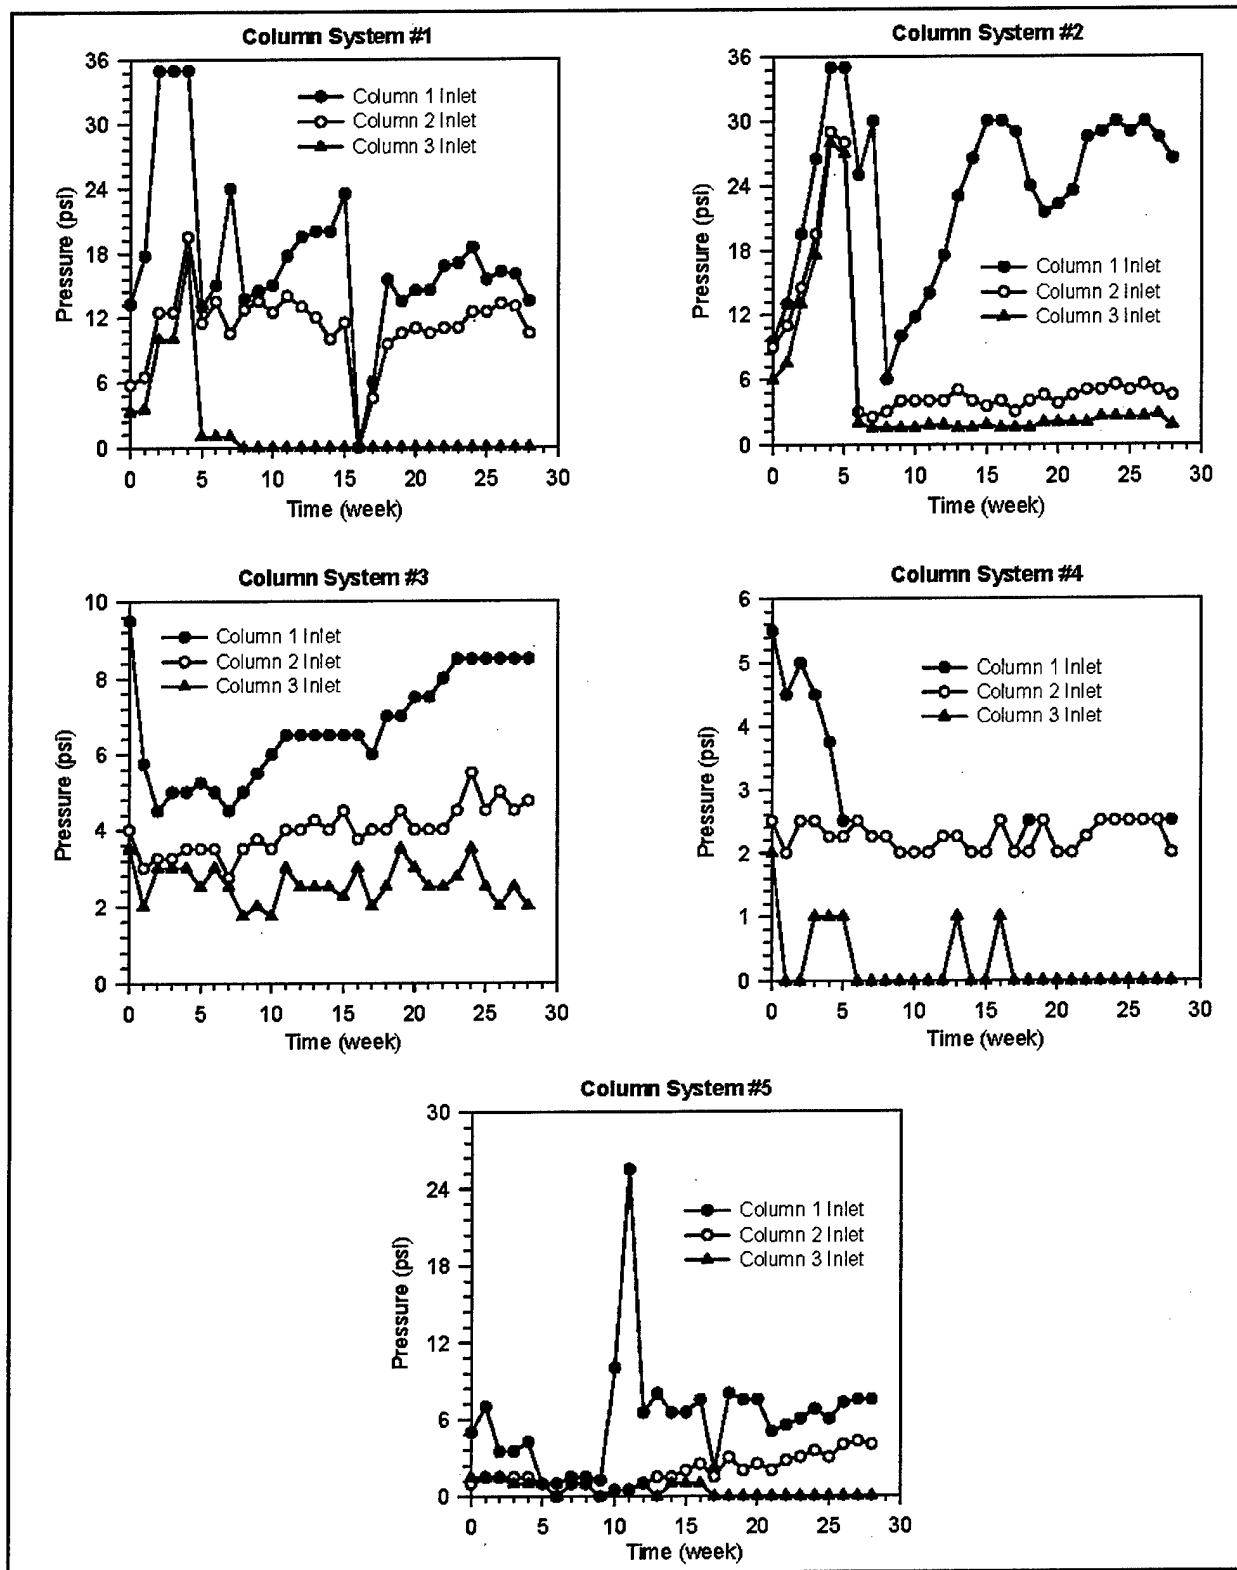 Column System #1
36
30
24
18
12
6
0
Pressure (psi)
Column 1 Inlet
Column 2 Inlet
Column 3 Inlet
0 5 10 15 20 25 30
Time (week)
Column System #2
36
30
24
18
12
6
0
Pressure (psi)
Column 1 Inlet
Column 2 Inlet
Column 3 Inlet
0 5 10 15 20 25 30
Time (week)
Column System #3
10
8
6
4
2
0
Pressure (psi)
Column 1 Inlet
Column 2 Inlet
Column 3 Inlet
0 5 10 15 20 25 30
Time (week)
Column System #4
6
5
4
3
2
1
0
Pressure (psi)
Column 1 Inlet
Column 2 Inlet
Column 3 Inlet
0 5 10 15 20 25 30
Time (week)
Column System #5
30
24
18
12
6
0
Pressure (psi)
Column 1 Inlet
Column 2 Inlet
Column 3 Inlet
0 5 10 15 20 25 30
Time (week)